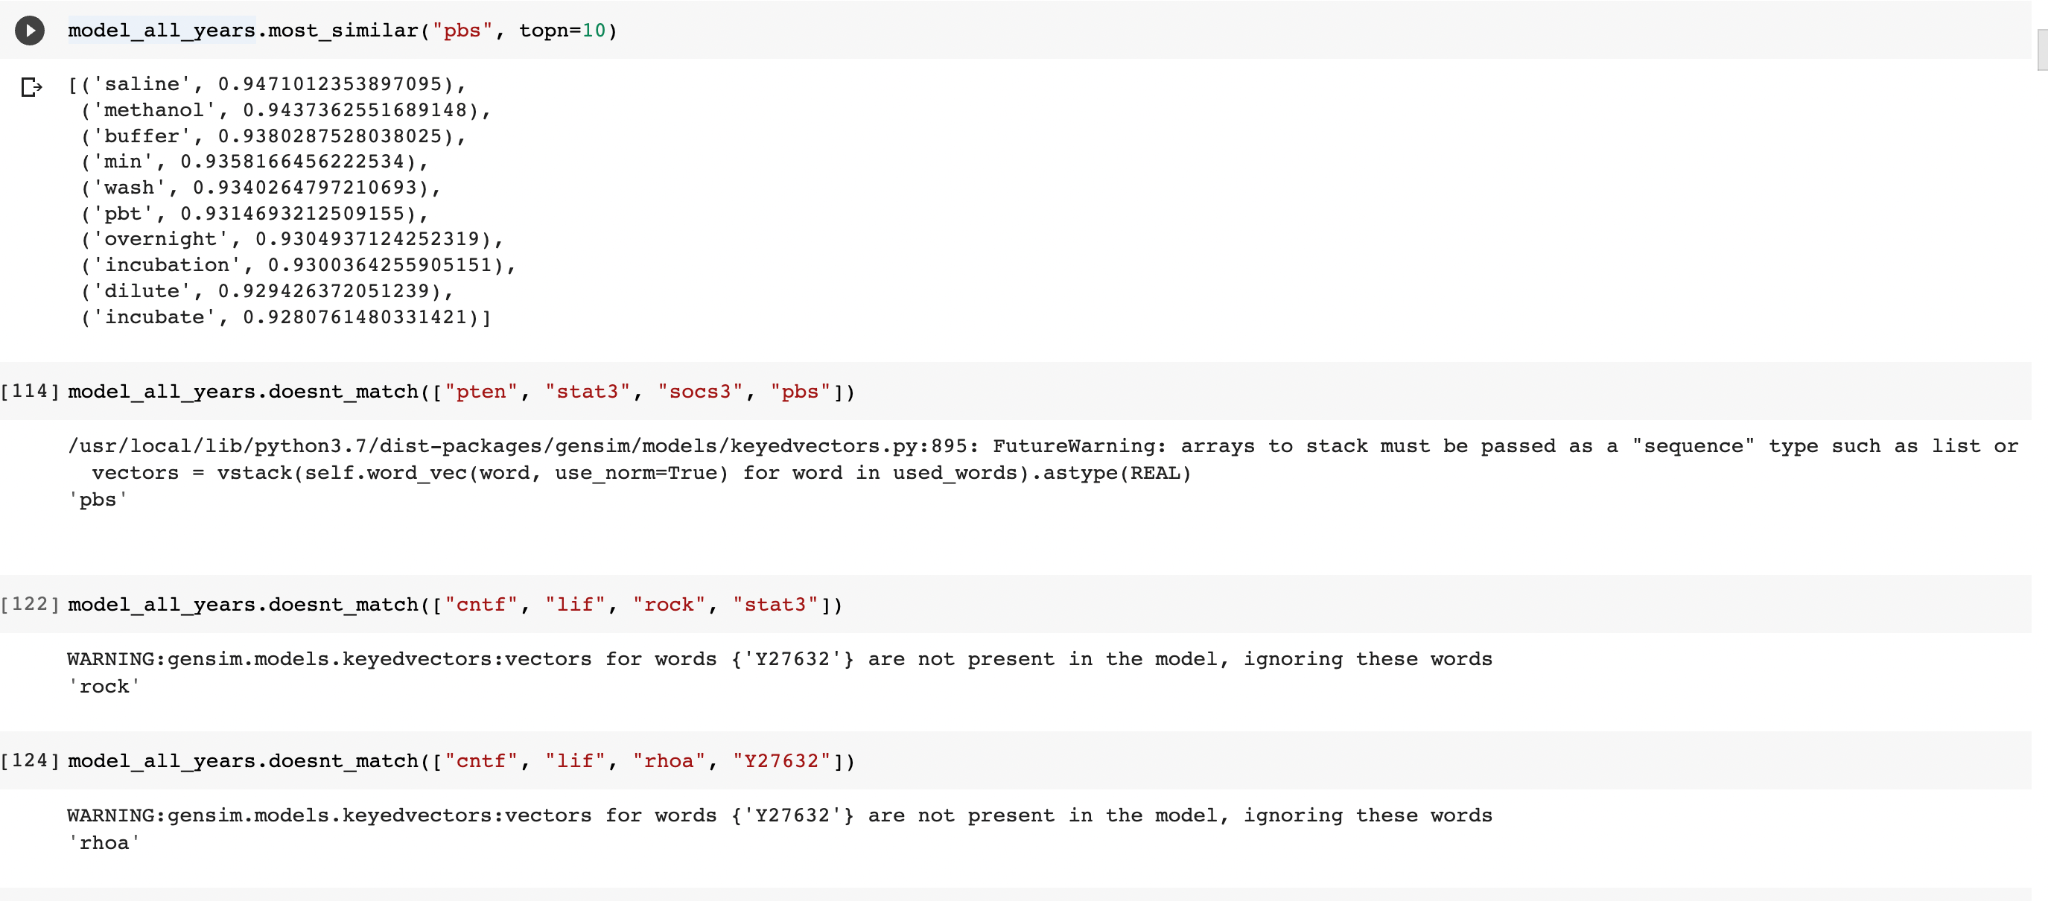 model_all_years.most_similar("pbs", topn=10)
[('saline', 0.9471012353897095),
('methanol', 0.9437362551689148),
('buffer', 0.9380287528038025),
('min', 0.9358166456222534),
('wash', 0.9340264797210693),
('pbt', 0.9314693212509155),
('overnight', 0.9304937124252319),
('incubation', 0.9300364255905151),
('dilute', 0.929426372051239),
('incubate', 0.9280761480331421)]
[114] model_all_years.doesnt_match(["pten", "stat3", "socs3", "pbs"])
/usr/local/lib/python3.7/dist-packages/gensim/models/keyedvectors.py:895: FutureWarning: arrays to stack must be passed as a "sequence" type such as list or
vectors = vstack(self.word_vec(word, use_norm=True) for word in used_words).astype(REAL)
'pbs'
[122] model_all_years.doesnt_match(["cntf", "lif", "rock", "stat3"])
WARNING:gensim.models.keyedvectors:vectors for words {'Y27632'} are not present in the model, ignoring these words
'rock'
[124] model_all_years.doesnt_match(["cntf", "lif", "rhoa", "Y27632"])
WARNING:gensim.models.keyedvectors:vectors for words {'Y27632'} are not present in the model, ignoring these words
'rhoa'